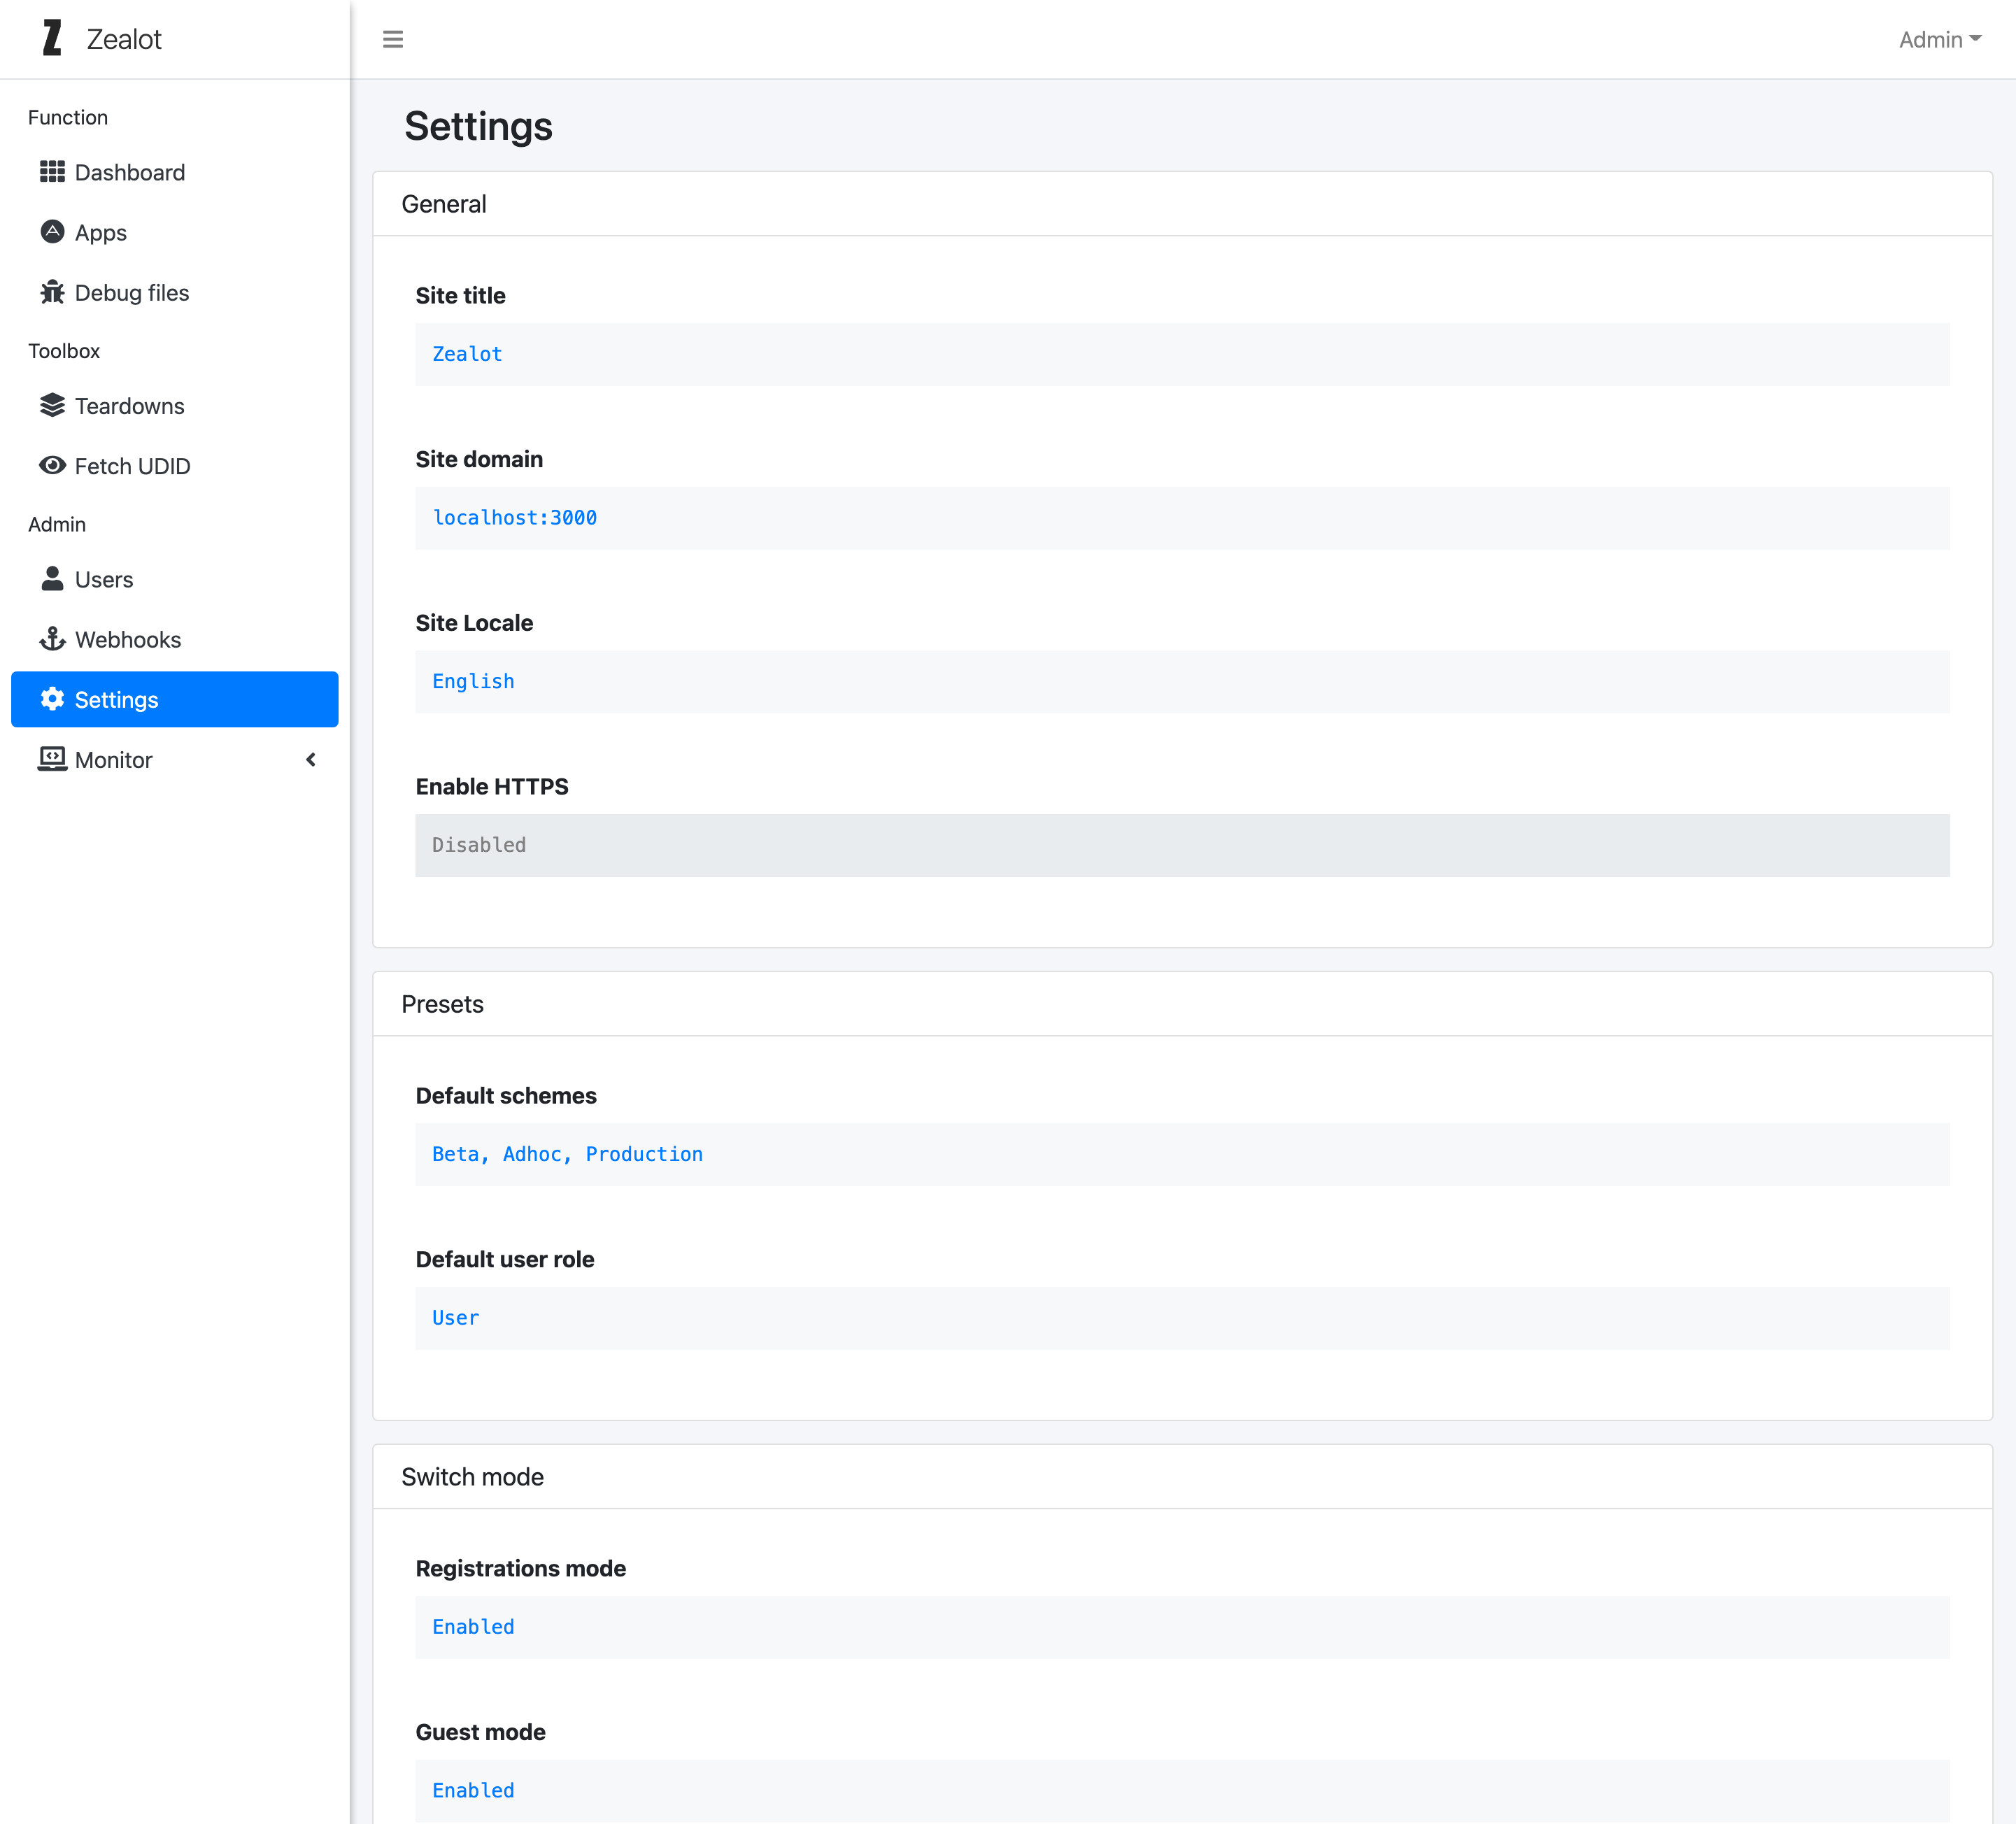 Zealot
Admin
Function
Dashboard
Apps
Debug files
Toolbox
Teardowns
Fetch UDID
Admin
Users
Webhooks
Settings
Monitor
Settings
General
Site title
Zealot
Site domain
localhost:3000
Site Locale
English
Enable HTTPS
Disabled
Presets
Default schemes
Beta, Adhoc, Production
Default user role
User
Switch mode
Registrations mode
Enabled
Guest mode
Enabled